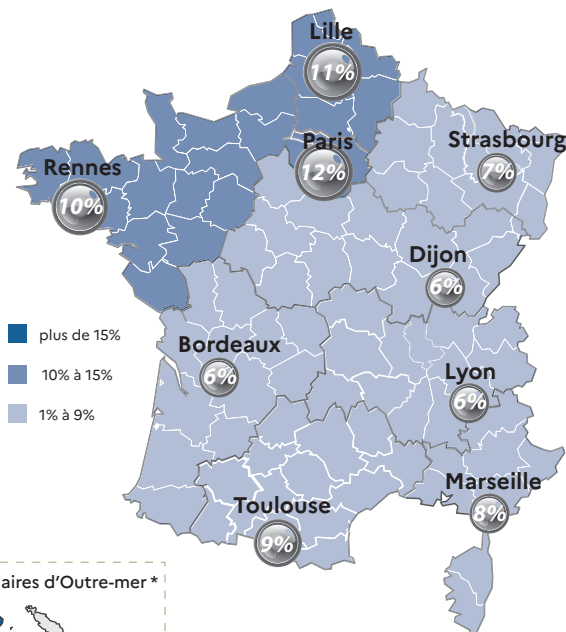 Lille
11%
Paris
12%
Strasbourg
7%
Rennes
10%
Dijon
6%
plus de 15%
10% à 15%
1% à 9%
Bordeaux
6%
Lyon
6%
Marseille
8%
Toulouse
9%
aires d'Outre-mer *